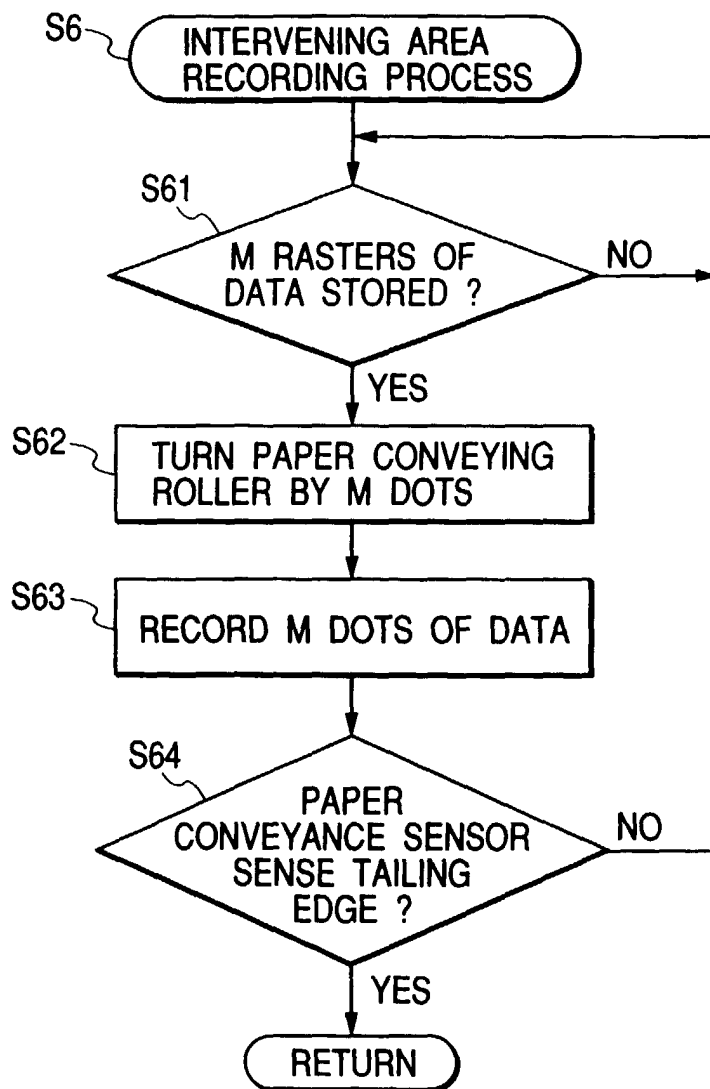 S6
INTERVENING AREA
RECORDING PROCESS
S61
M RASTERS OF
DATA STORED ?
NO
YES
S62
TURN PAPER CONVEYING
ROLLER BY M DOTS
S63
RECORD M DOTS OF DATA
S64
PAPER
CONVEYANCE SENSOR
SENSE TAILING
EDGE ?
NO
YES
RETURN